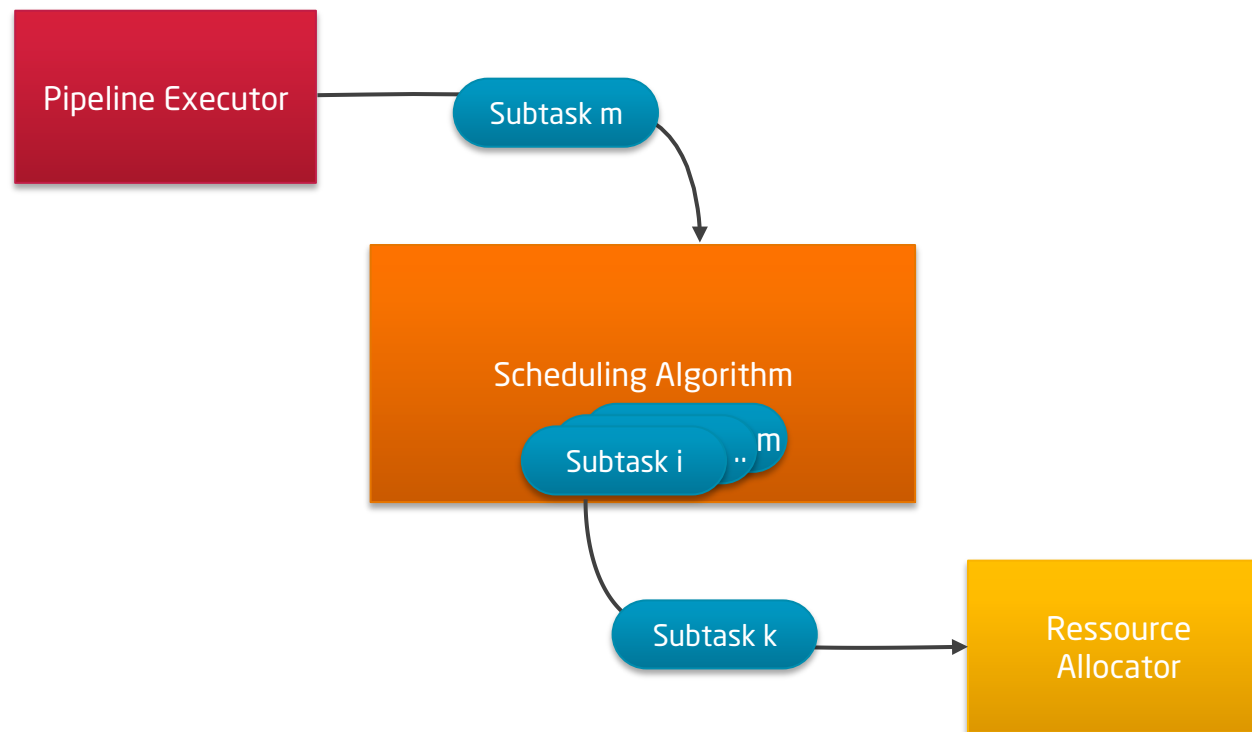 Pipeline Executor
Subtask m
Scheduling Algorithm
Subtask i
..
m
Subtask k
Ressource
Allocator